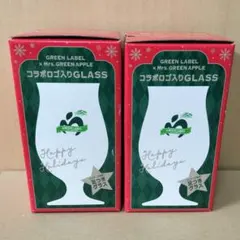 GREEN LABEL
× Mrs. GREEN APPLE
コラボロゴ入りGLASS
Happy
Holidays
GREEN LABEL
× Mrs. GREEN APPLE
コラボロゴ入りGLASS
Happy
Holidays